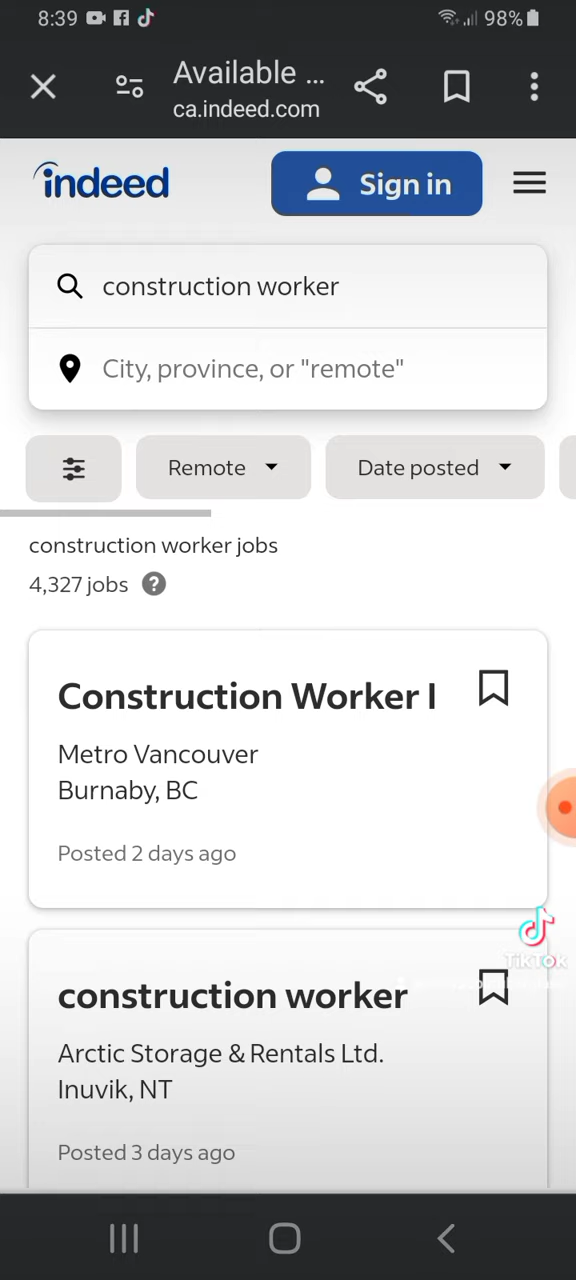 8:39
98%
Available ...
ca.indeed.com
indeed
Sign in
construction worker
City, province, or "remote"
Remote
Date posted
construction worker jobs
4,327 jobs ?
Construction Worker I
Metro Vancouver
Burnaby, BC
Posted 2 days ago
TikTok
construction worker
Arctic Storage & Rentals Ltd.
Inuvik, NT
Posted 3 days ago